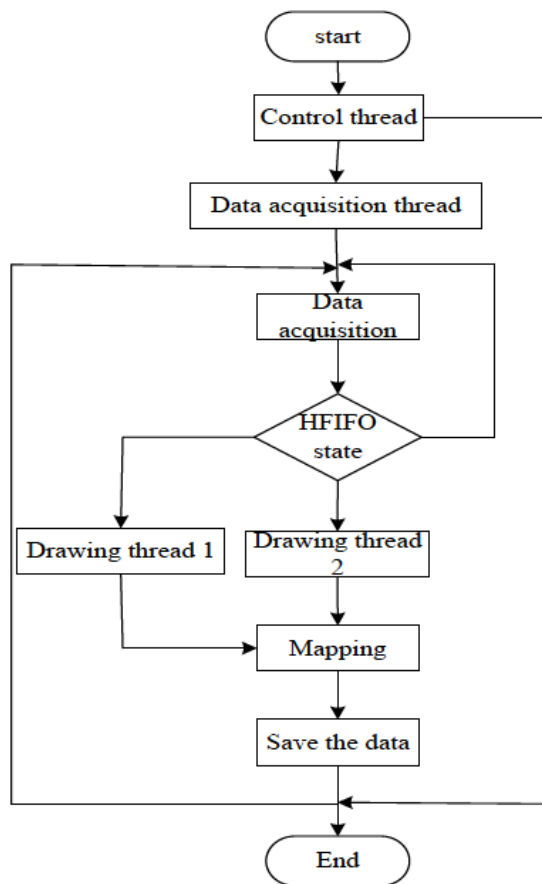 start
Control thread
Data acquisition thread
Data
acquisition
HFIFO
state
Drawing thread 1
Drawing thread
2
Mapping
Save the data
End